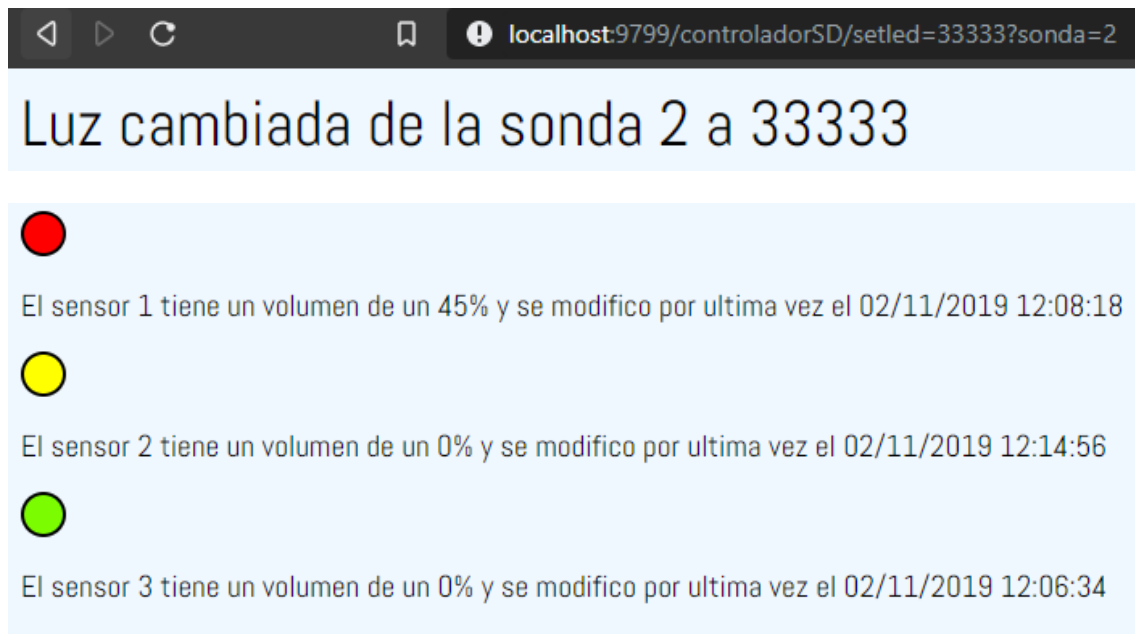 localhost:9799/controladorSD/setled=33333?sonda=2
Luz cambiada de la sonda 2 a 33333
El sensor 1 tiene un volumen de un 45% y se modifico por ultima vez el 02/11/2019 12:08:18
El sensor 2 tiene un volumen de un 0% y se modifico por ultima vez el 02/11/2019 12:14:56
El sensor 3 tiene un volumen de un 0% y se modifico por ultima vez el 02/11/2019 12:06:34